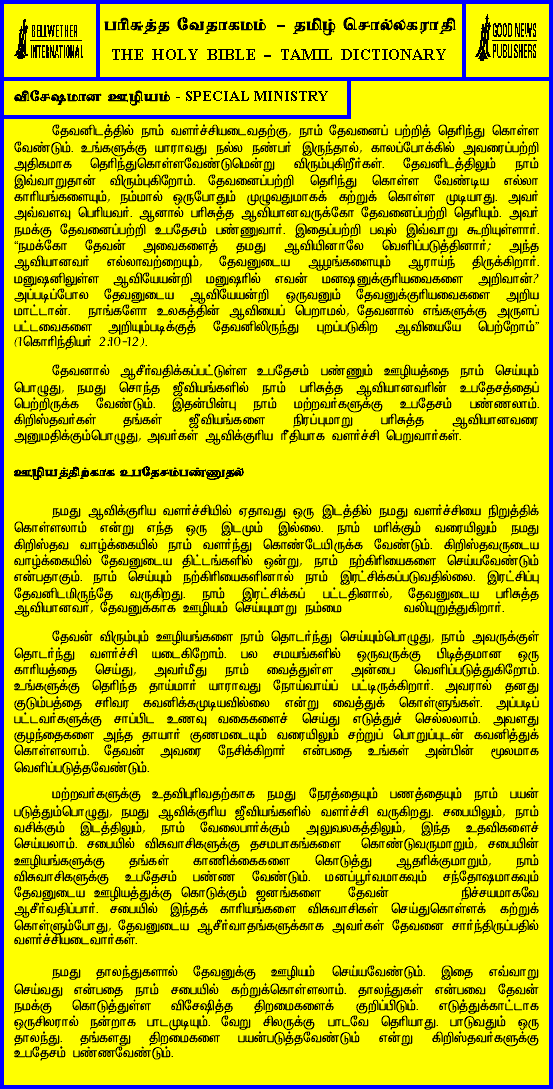 BELLWETHER
INTERNATIONAL
பரிசுத்த வேதாகமம் – தமிழ் சொல்லகராதி
THE HOLY BIBLE – TAMIL DICTIONARY
GOOD NEWS
PUBLISHERS
விசேஷமான ஊழியம் - SPECIAL MINISTRY
தேவனிடத்தில் நாம் வளர்ச்சியடைவதற்கு, நாம் தேவனைப் பற்றித் தெரிந்து கொள்ள
வேண்டும். உங்களுக்கு யாராவது நல்ல நண்பர் இருந்தால், காலப்போக்கில் அவரைப்பற்றி
அதிகமாக தெரிந்துகொள்ளவேண்டுமென்று விரும்புகிறீர்கள். தேவனிடத்திலும் நாம்
இவ்வாறுதான் விரும்புகிறோம். தேவனைப்பற்றி தெரிந்து கொள்ள வேண்டிய எல்லா
காரியங்களையும், நம்மால் ஒருபோதும் முழுவதுமாகக் கற்றுக் கொள்ள முடியாது. அவர்
அவ்வளவு பெரியவர். ஆனால் பரிசுத்த ஆவியானவருக்கோ தேவனைப்பற்றி தெரியும். அவர்
நமக்கு தேவனைப்பற்றி உபதேசம் பண்ணுவார். இதைப்பற்றி பவுல் இவ்வாறு கூறியுள்ளார்.
“நமக்கோ தேவன் அவைகளைத் தமது ஆவியினாலே வெளிப்படுத்தினார்; அந்த
ஆவியானவர் எல்லாவற்றையும், தேவனுடைய ஆழங்களையும் ஆராய்ந் திருக்கிறார்.
மனுஷனிலுள்ள ஆவியேயன்றி மனுஷரில் எவன் மனஷனுக்குரியவைகளை அறிவான்?
அப்படிப்போல தேவனுடைய ஆவியேயன்றி ஒருவனும் தேவனுக்குரியவைகளை அறிய
மாட்டான். நாங்களோ உலகத்தின் ஆவியைப் பெறாமல், தேவனால் எங்களுக்கு அருளப்
பட்டவைகளை அறியும்படிக்குத் தேவனிலிருந்து புறப்படுகிற ஆவியையே பெற்றோம்”
(1கொரிந்தியர் 2:10-12).
தேவனால் ஆசீர்வதிக்கப்பட்டுள்ள உபதேசம் பண்ணும் ஊழியத்தை நாம் செய்யும்
பொழுது, நமது சொந்த ஜீவியங்களில் நாம் பரிசுத்த ஆவியானவரின் உபதேசத்தைப்
பெற்றிருக்க வேண்டும். இதன்பின்பு நாம் மற்றவர்களுக்கு உபதேசம் பண்ணலாம்.
கிறிஸ்தவர்கள் தங்கள் ஜீவியங்களை நிரப்புமாறு பரிசுத்த ஆவியானவரை
அனுமதிக்கும்பொழுது, அவர்கள் ஆவிக்குரிய ரீதியாக வளர்ச்சி பெறுவார்கள்.
ஊழியத்திற்காக உபதேசம்பண்ணுதல்
நமது ஆவிக்குரிய வளர்ச்சியில் ஏதாவது ஒரு இடத்தில் நமது வளர்ச்சியை நிறுத்திக்
கொள்ளலாம் என்று எந்த ஒரு இடமும் இல்லை. நாம் மரிக்கும் வரையிலும் நமது
கிறிஸ்தவ வாழ்க்கையில் நாம் வளர்ந்து கொண்டேயிருக்க வேண்டும். கிறிஸ்தவருடைய
வாழ்க்கையில் தேவனுடைய திட்டங்களில் ஒன்று, நாம் நற்கிரியைகளை செய்யவேண்டும்
என்பதாகும். நாம் செய்யும் நற்கிரியைகளினால் நாம் இரட்சிக்கப்படுவதில்லை. இரட்சிப்பு
தேவனிடமிருந்தே வருகிறது. நாம் இரட்சிக்கப் பட்டதினால், தேவனுடைய பரிசுத்த
ஆவியானவர், தேவனுக்காக ஊழியம் செய்யுமாறு நம்மை வலியுறுத்துகிறார்.
தேவன் விரும்பும் ஊழியங்களை நாம் தொடர்ந்து செய்யும்பொழுது, நாம் அவருக்குள்
தொடர்ந்து வளர்ச்சி யடைகிறோம். பல சமயங்களில் ஒருவருக்கு பிடித்தமான ஒரு
காரியத்தை செய்து, அவர்மீது நாம் வைத்துள்ள அன்பை வெளிப்படுத்துகிறோம்.
உங்களுக்கு தெரிந்த தாய்மார் யாராவது நோய்வாய்ப் பட்டிருக்கிறார். அவரால் தனது
குடும்பத்தை சரிவர கவனிக்கமுடியவில்லை என்று வைத்துக் கொள்ளுங்கள். அப்படிப்
பட்டவர்களுக்கு சாப்பிட உணவு வகைகளைச் செய்து எடுத்துச் செல்லலாம். அவளது
குழந்தைகளை அந்த தாயார் குணமடையும் வரையிலும் சற்றுப் பொறுப்புடன் கவனித்துக்
கொள்ளலாம். தேவன் அவரை நேசிக்கிறார் என்பதை உங்கள் அன்பின் மூலமாக
வெளிப்படுத்தவேண்டும்.
மற்றவர்களுக்கு உதவிபுரிவதற்காக நமது நேரத்தையும் பணத்தையும் நாம் பயன்
படுத்தும்பொழுது, நமது ஆவிக்குரிய ஜீவியங்களில் வளர்ச்சி வருகிறது. சபையிலும், நாம்
வசிக்கும் இடத்திலும், நாம் வேலைபார்க்கும் அலுவலகத்திலும், இந்த உதவிகளைச்
செய்யலாம். சபையில் விசுவாசிகளுக்கு தசமபாகங்களை கொண்டுவருமாறும், சபையின்
ஊழியங்களுக்கு தங்கள் காணிக்கைகளை கொடுத்து ஆதரிக்குமாறும், நாம்
விசுவாசிகளுக்கு உபதேசம் பண்ண வேண்டும். மனப்பூர்வமாகவும் சந்தோஷமாகவும்
தேவனுடைய ஊழியத்துக்கு கொடுக்கும் ஜனங்களை தேவன் நிச்சயமாகவே
ஆசீர்வதிப்பார். சபையில் இந்தக் காரியங்களை விசுவாசிகள் செய்துகொள்ளக் கற்றுக்
கொள்ளும்போது, தேவனுடைய ஆசீர்வாதங்களுக்காக அவர்கள் தேவனை சார்ந்திருப்பதில்
வளர்ச்சியடைவார்கள்.
நமது தாலந்துகளால் தேவனுக்கு ஊழியம் செய்யவேண்டும். இதை எவ்வாறு
செய்வது என்பதை நாம் சபையில் கற்றுக்கொள்ளலாம். தாலந்துகள் என்பவை தேவன்
நமக்கு கொடுத்துள்ள விசேஷித்த திறமைகளைக் குறிப்பிடும். எடுத்துக்காட்டாக
ஒருசிலரால் நன்றாக பாடமுடியும். வேறு சிலருக்கு பாடவே தெரியாது. பாடுவதும் ஒரு
தாலந்து. தங்களது திறமைகளை பயன்படுத்தவேண்டும் என்று கிறிஸ்தவர்களுக்கு
உபதேசம் பண்ணவேண்டும்.